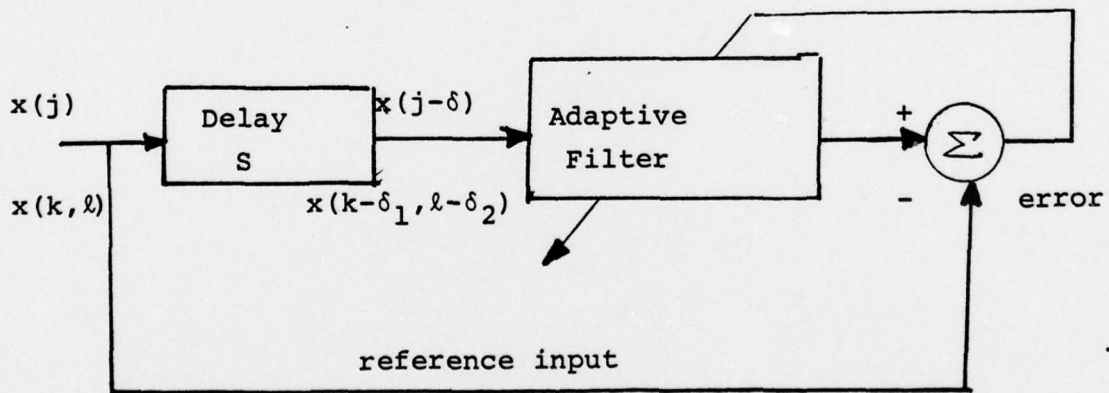 x(j)
Delay
S
x(j-δ)
Adaptive
Filter
+
Σ
x(k,ℓ)
x(k-δ₁,ℓ-δ₂)
-
error
reference input